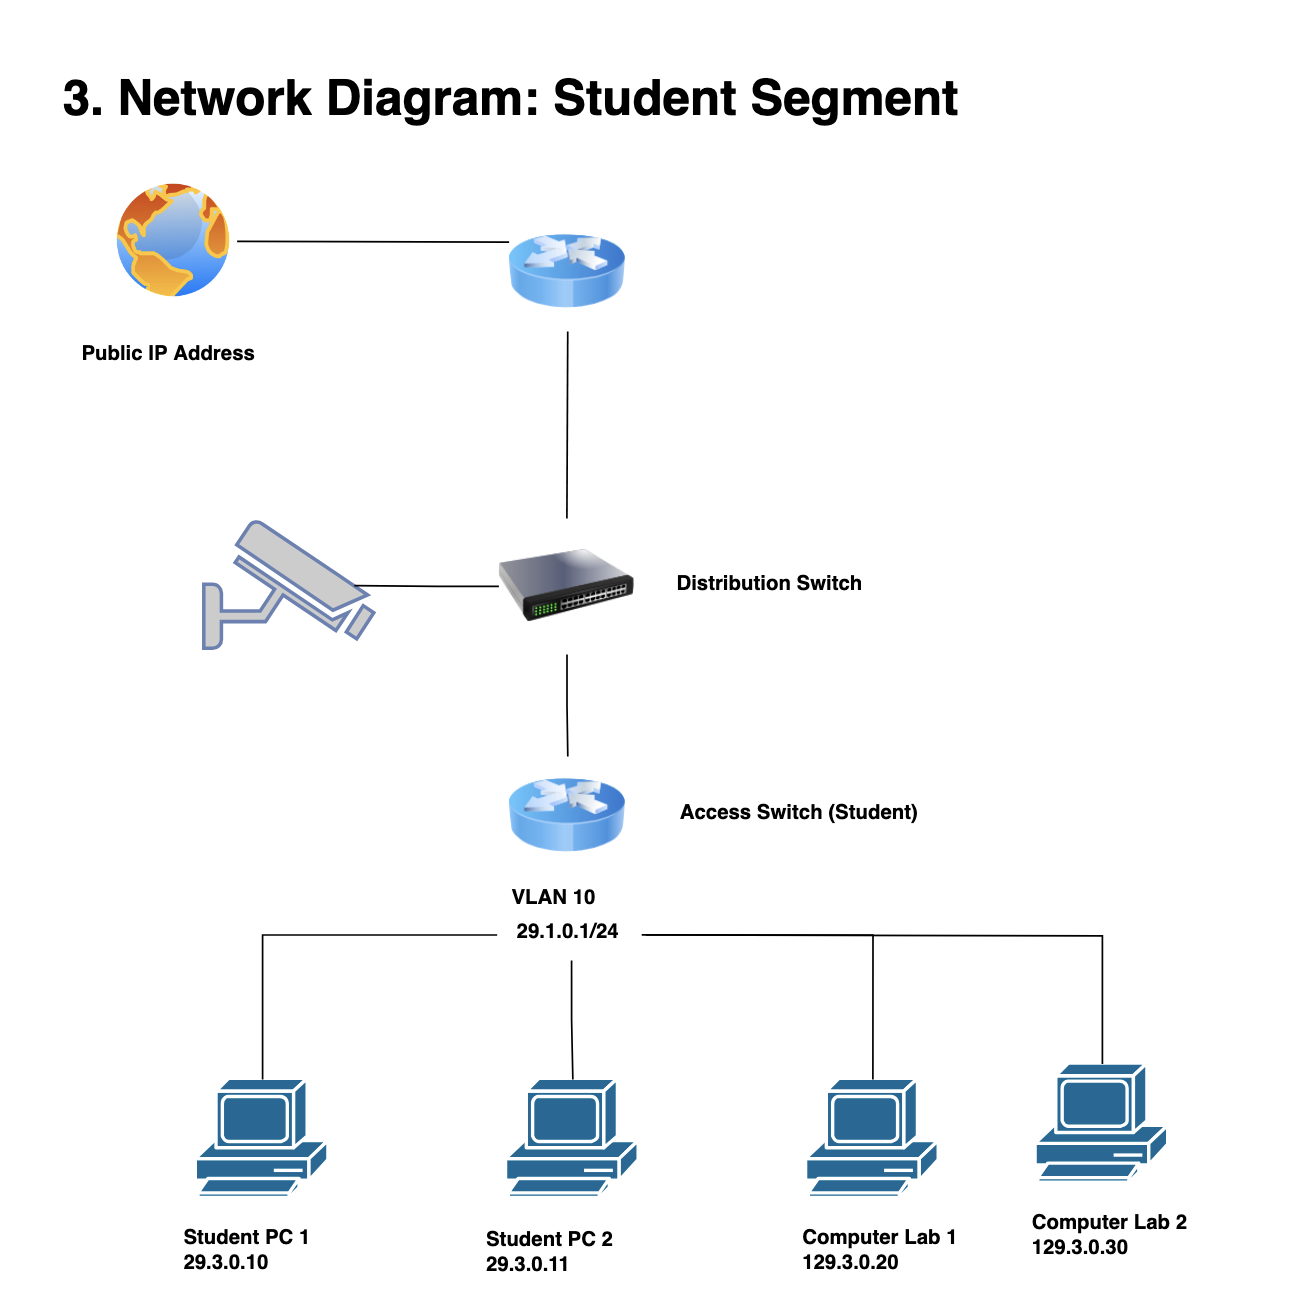 3. Network Diagram: Student Segment
Public IP Address
Distribution Switch
Access Switch (Student)
VLAN 10
29.1.0.1/24
Student PC 1
29.3.0.10
Student PC 2
29.3.0.11
Computer Lab 1
129.3.0.20
Computer Lab 2
129.3.0.30